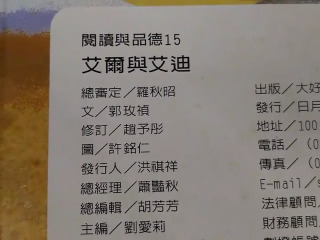 閱讀與品德15
艾爾與艾迪
總審定／羅秋昭
文／郭玫禎
修訂／趙予彤
圖／許銘仁
發行人／洪祺祥
總經理／蕭豔秋
總編輯／胡芳芳
主編／劉愛莉
出版／大好
發行／日月
地址／100
電話／（0
傳真／（0
E-mail／s
法律顧問／
財務顧問／